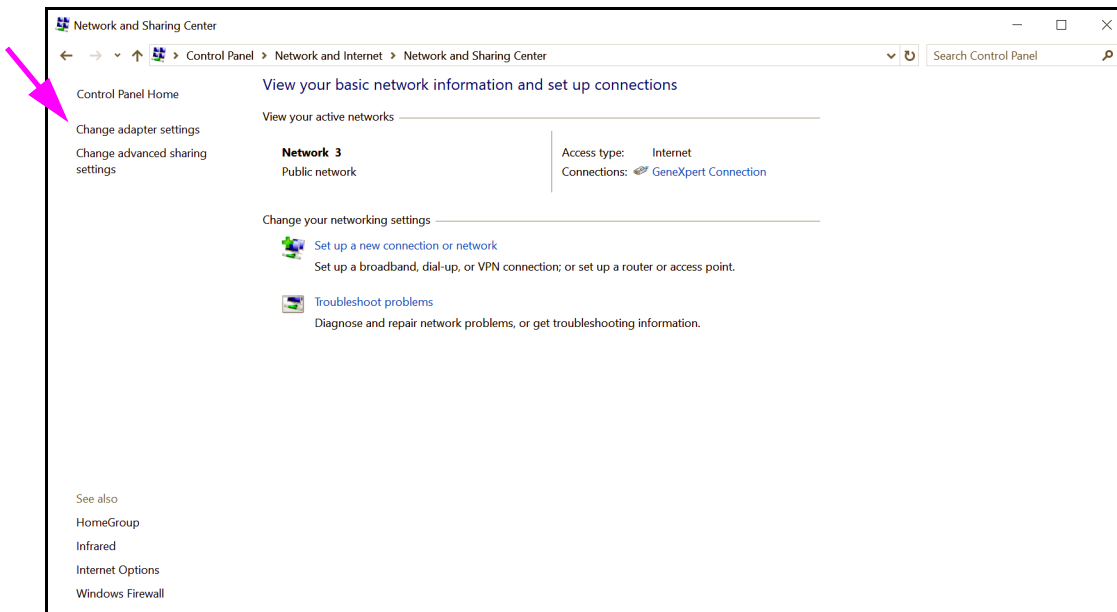 Network and Sharing Center
Control Panel > Network and Internet > Network and Sharing Center
Search Control Panel
Control Panel Home
Change adapter settings
Change advanced sharing
settings
View your basic network information and set up connections
View your active networks
Network 3
Public network
Access type: Internet
Connections: GeneXpert Connection
Change your networking settings
Set up a new connection or network
Set up a broadband, dial-up, or VPN connection; or set up a router or access point.
Troubleshoot problems
Diagnose and repair network problems, or get troubleshooting information.
See also
HomeGroup
Infrared
Internet Options
Windows Firewall